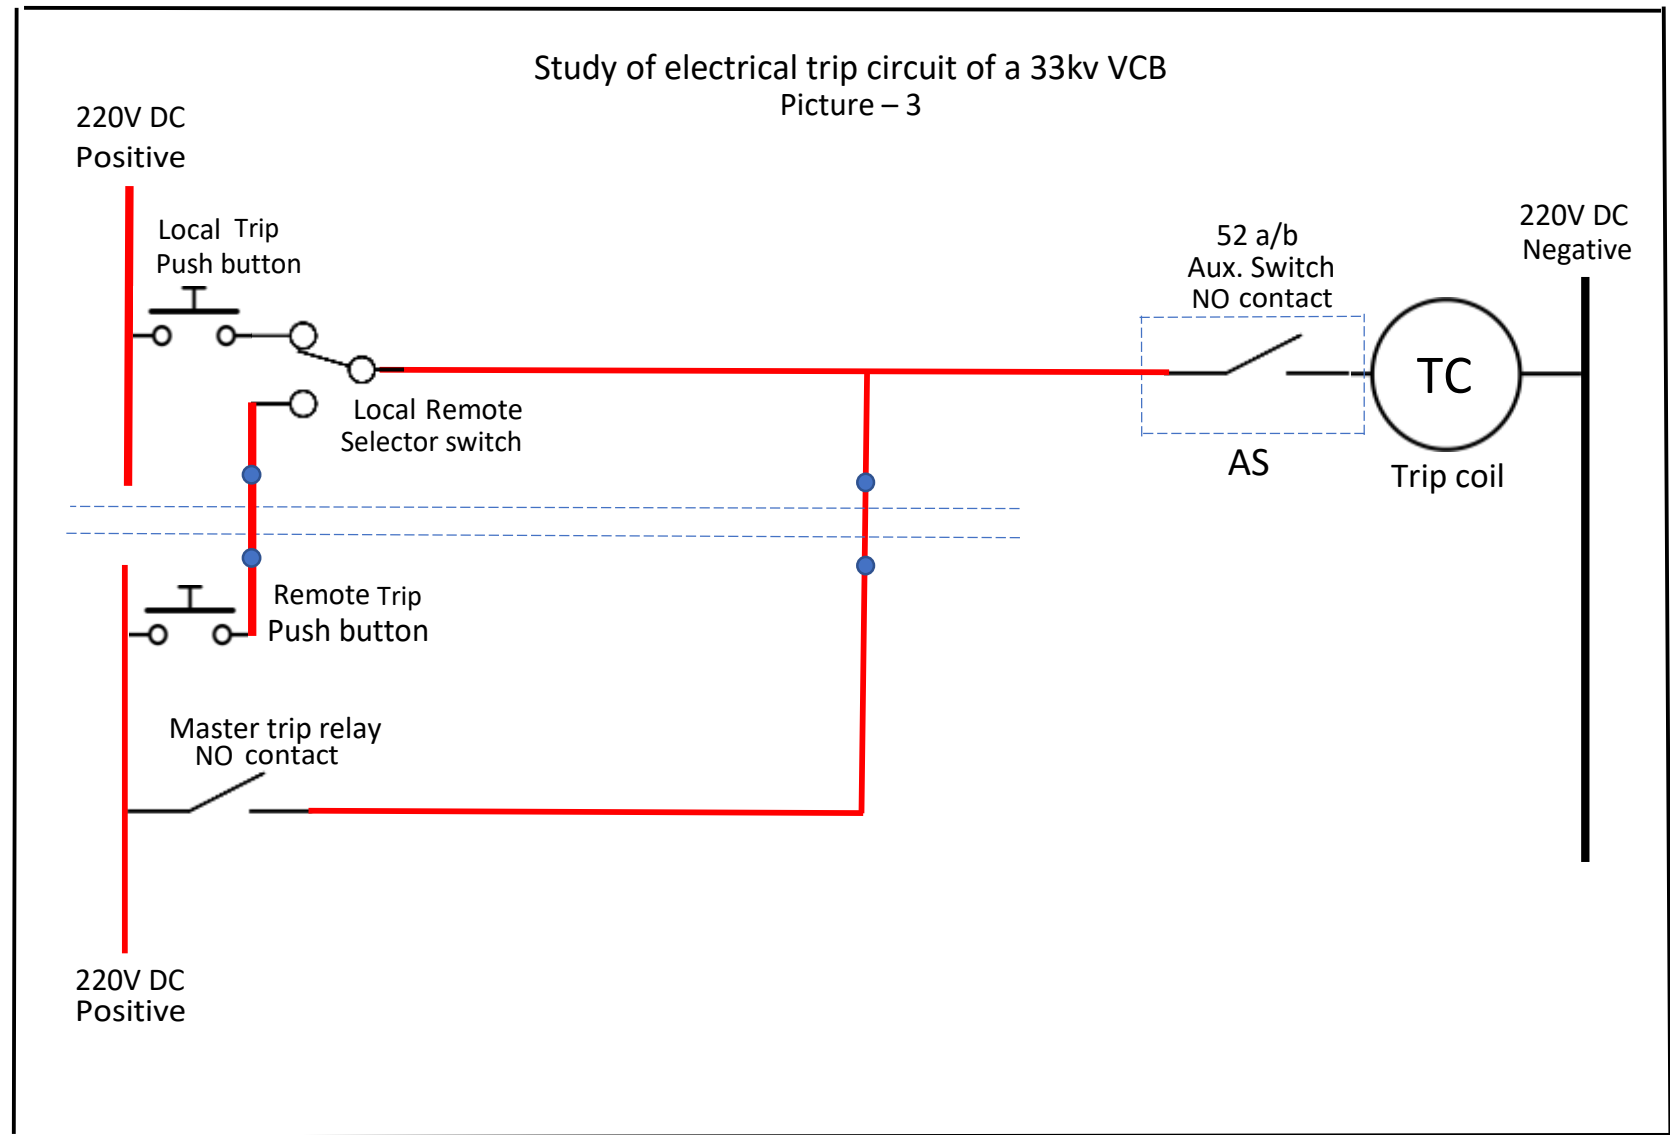 Study of electrical trip circuit of a 33kv VCB
Picture – 3
220V DC
Positive
Local Trip
Push button
220V DC
Negative
52 a/b
Aux. Switch
NO contact
TC
Local Remote
Selector switch
AS
Trip coil
Remote Trip
Push button
Master trip relay
NO contact
220V DC
Positive